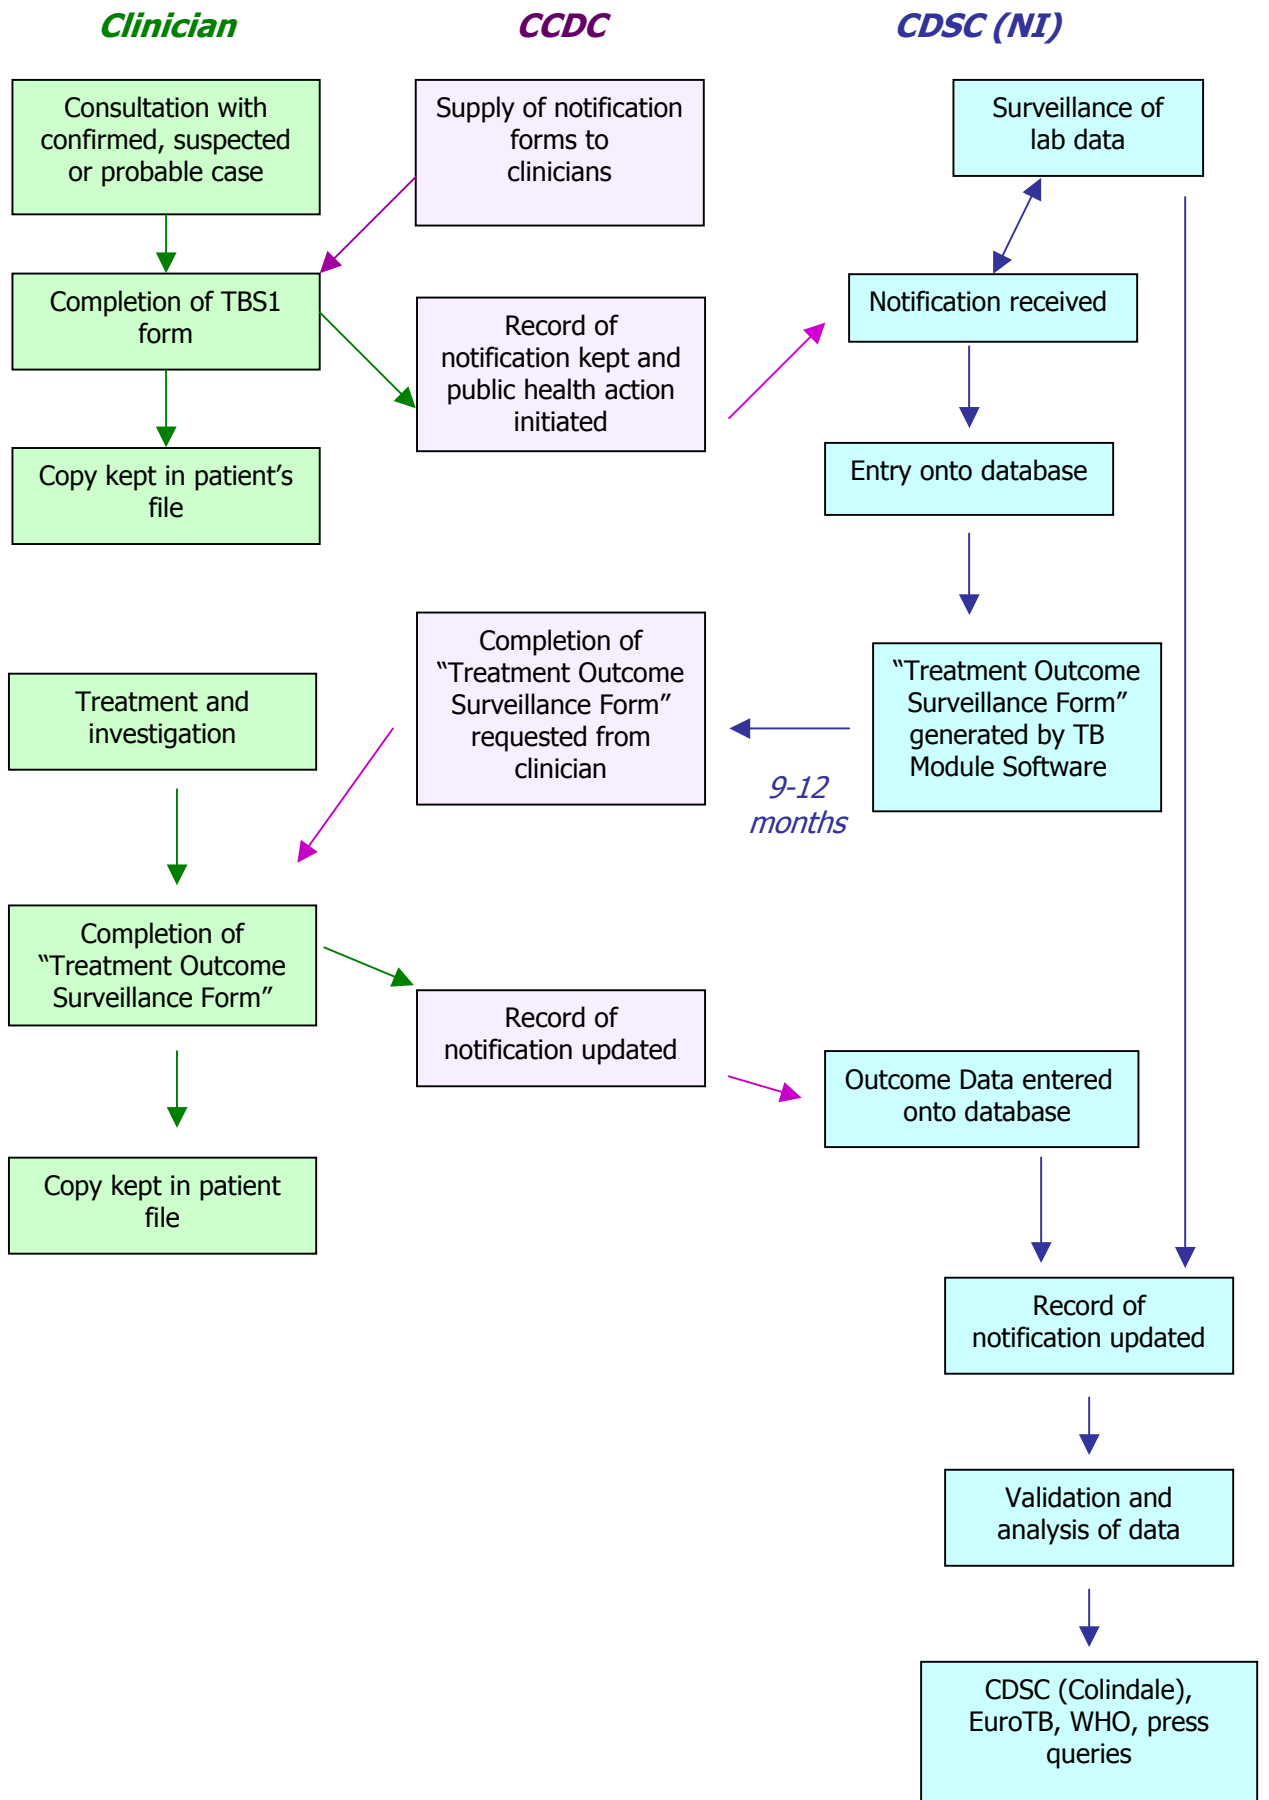 Clinician
CCDC
CDSC (NI)
Consultation with
confirmed, suspected
or probable case
Supply of notification
forms to
clinicians
Surveillance of
lab data
Completion of TBS1
form
Record of
notification kept and
public health action
initiated
Notification received
Copy kept in patient’s
file
Entry onto database
Treatment and
investigation
Completion of
“Treatment Outcome
Surveillance Form”
requested from
clinician
“Treatment Outcome
Surveillance Form”
generated by TB
Module Software
9-12
months
Completion of
“Treatment Outcome
Surveillance Form”
Record of
notification updated
Outcome Data entered
onto database
Copy kept in patient
file
Record of
notification updated
Validation and
analysis of data
CDSC (Colindale),
EuroTB, WHO, press
queries